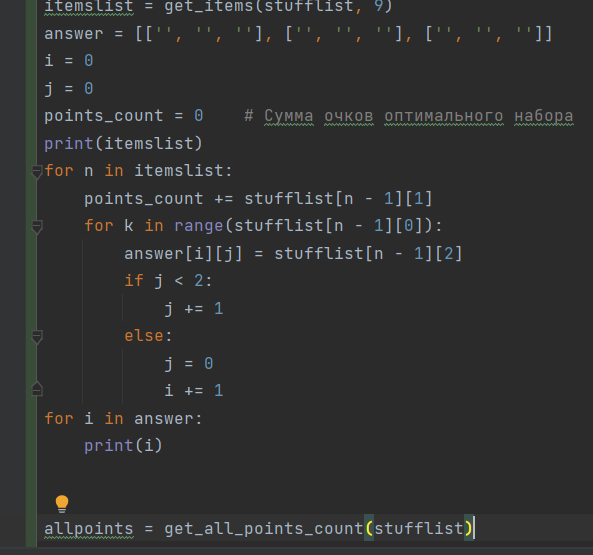 itemslist = get_items(stufflist, 9)
answer = [['', '', ''], ['', '', ''], ['', '', '']]
i = 0
j = 0
points_count = 0    # Сумма очков оптимального набора
print(itemslist)
for n in itemslist:
    points_count += stufflist[n - 1][1]
    for k in range(stufflist[n - 1][0]):
        answer[i][j] = stufflist[n - 1][2]
        if j < 2:
            j += 1
        else:
            j = 0
            i += 1
for i in answer:
    print(i)
allpoints = get_all_points_count(stufflist)